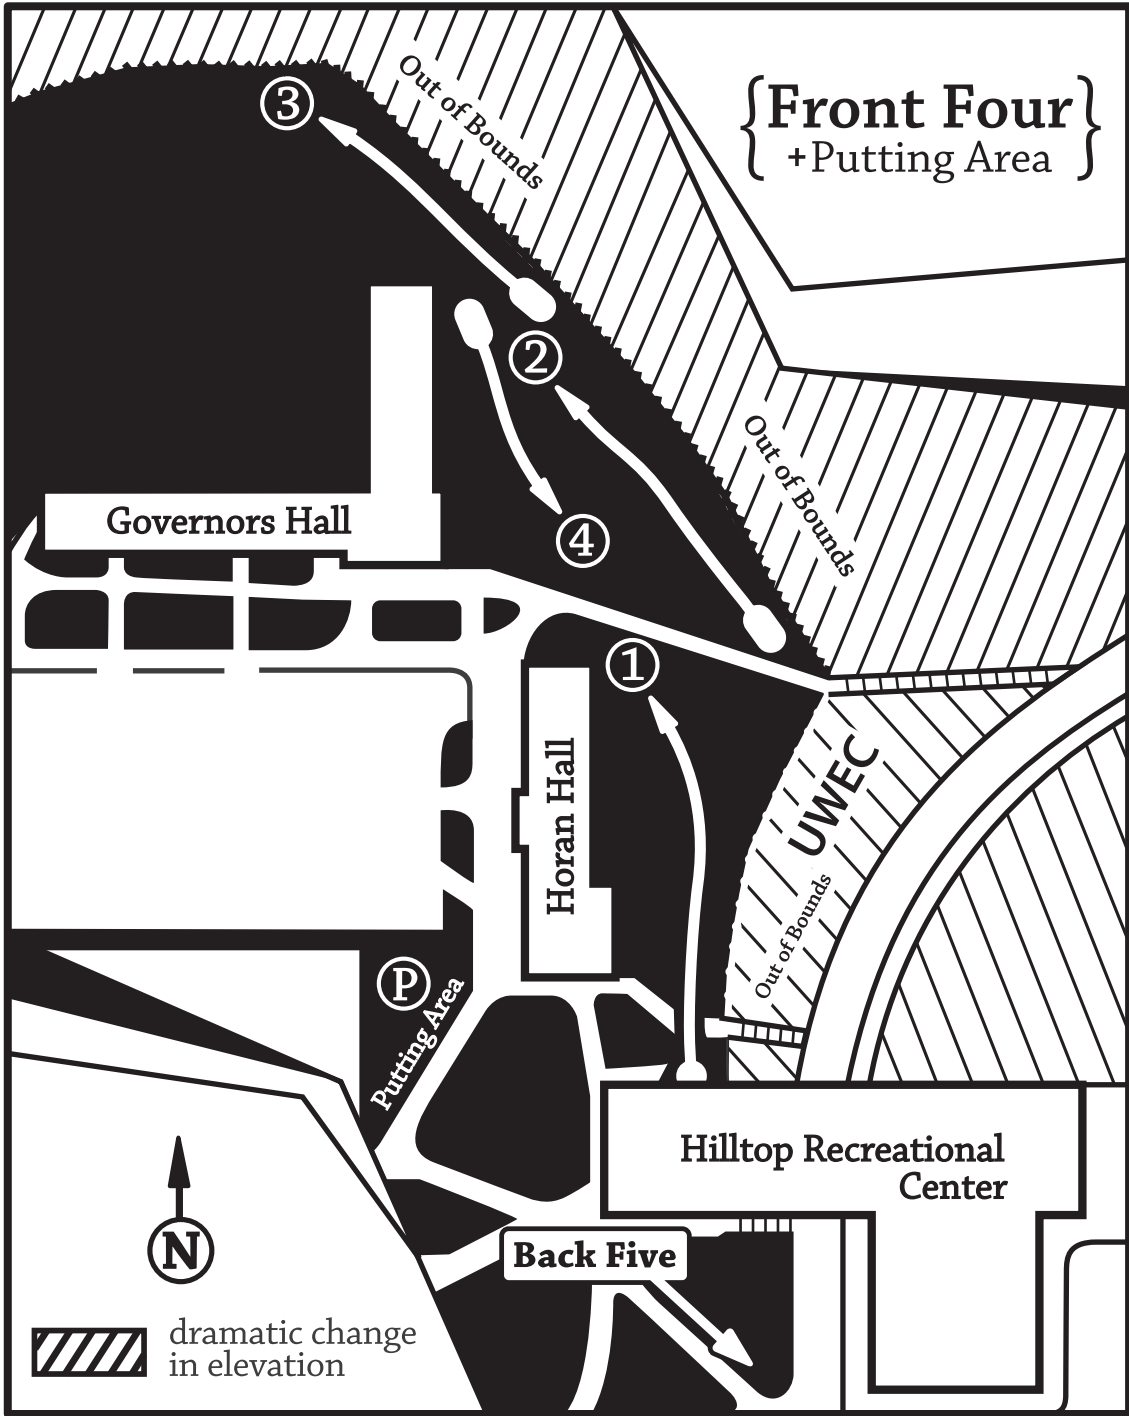 {Front Four}
+Putting Area
3
Out of Bounds
2
Out of Bounds
Governors Hall
4
1
UWEC
Horan Hall
Out of Bounds
P
Putting Area
Hilltop Recreational
Center
N
Back Five
dramatic change
in elevation